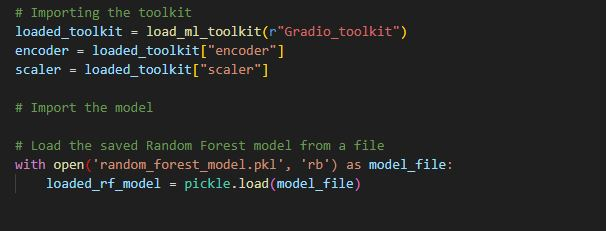 # Importing the toolkit
loaded_toolkit = load_ml_toolkit(r"Gradio_toolkit")
encoder = loaded_toolkit["encoder"]
scaler = loaded_toolkit["scaler"]
# Import the model
# Load the saved Random Forest model from a file
with open('random_forest_model.pkl', 'rb') as model_file:
    loaded_rf_model = pickle.load(model_file)